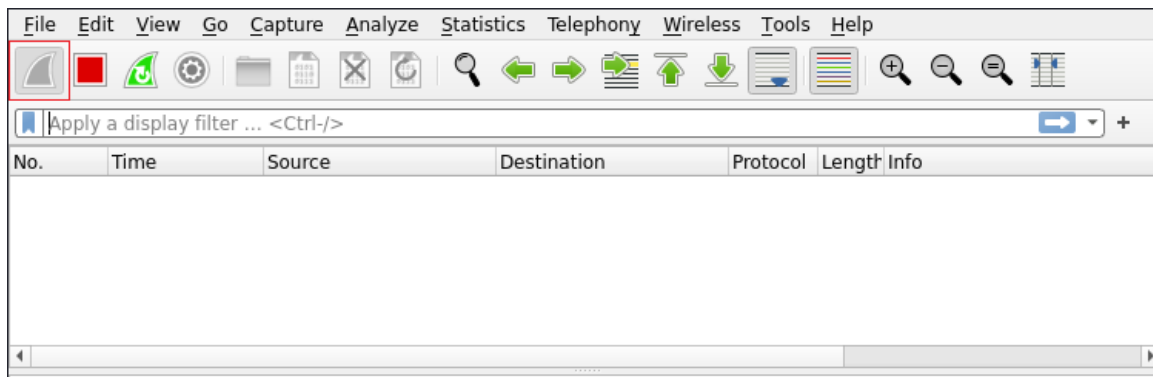 File Edit View Go Capture Analyze Statistics Telephony Wireless Tools Help
Apply a display filter ... <Ctrl-/>
No. Time Source Destination Protocol Length Info